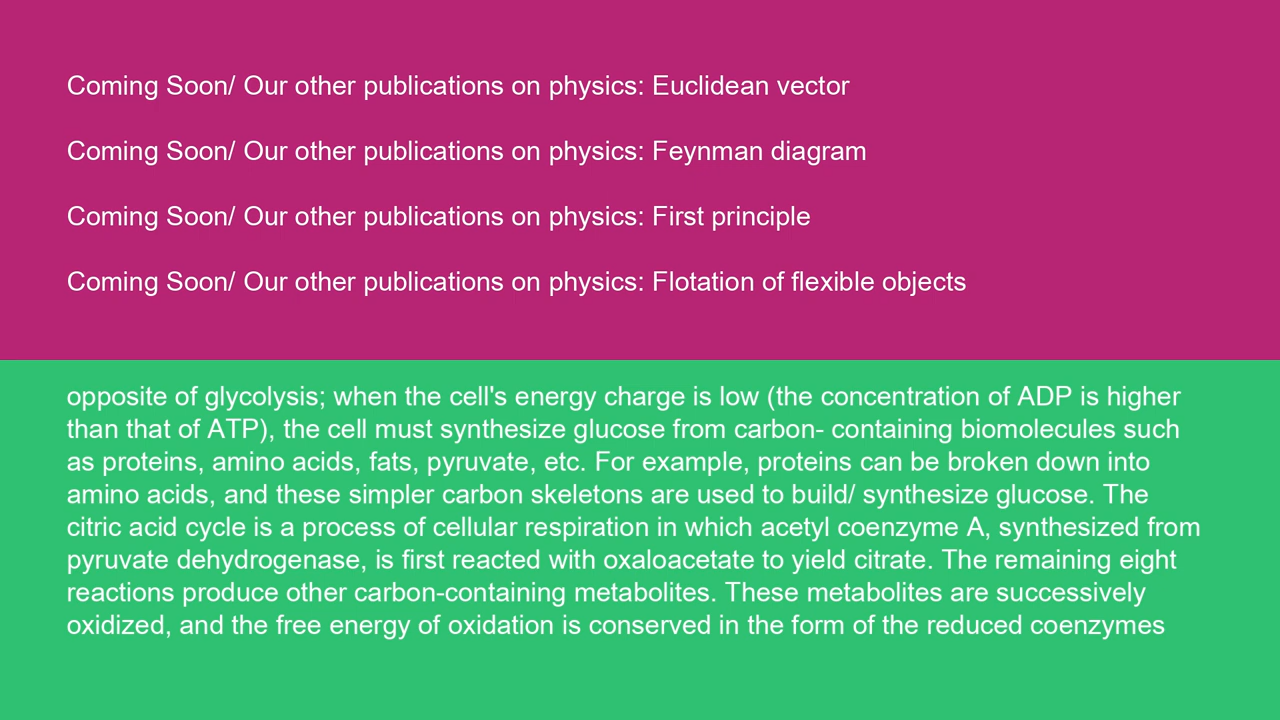 Coming Soon/ Our other publications on physics: Euclidean vector
Coming Soon/ Our other publications on physics: Feynman diagram
Coming Soon/ Our other publications on physics: First principle
Coming Soon/ Our other publications on physics: Flotation of flexible objects
opposite of glycolysis; when the cell's energy charge is low (the concentration of ADP is higher
than that of ATP), the cell must synthesize glucose from carbon- containing biomolecules such
as proteins, amino acids, fats, pyruvate, etc. For example, proteins can be broken down into
amino acids, and these simpler carbon skeletons are used to build/ synthesize glucose. The
citric acid cycle is a process of cellular respiration in which acetyl coenzyme A, synthesized from
pyruvate dehydrogenase, is first reacted with oxaloacetate to yield citrate. The remaining eight
reactions produce other carbon-containing metabolites. These metabolites are successively
oxidized, and the free energy of oxidation is conserved in the form of the reduced coenzymes